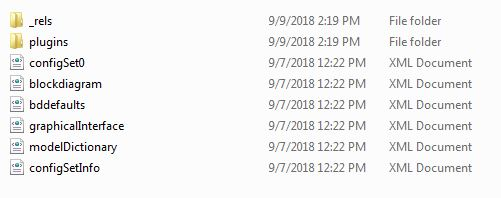 _rels 9/9/2018 2:19 PM File folder
plugins 9/9/2018 2:19 PM File folder
configSet0 9/7/2018 12:22 PM XML Document
blockdiagram 9/7/2018 12:22 PM XML Document
bddefaults 9/7/2018 12:22 PM XML Document
graphicalInterface 9/7/2018 12:22 PM XML Document
modelDictionary 9/7/2018 12:22 PM XML Document
configSetInfo 9/7/2018 12:22 PM XML Document